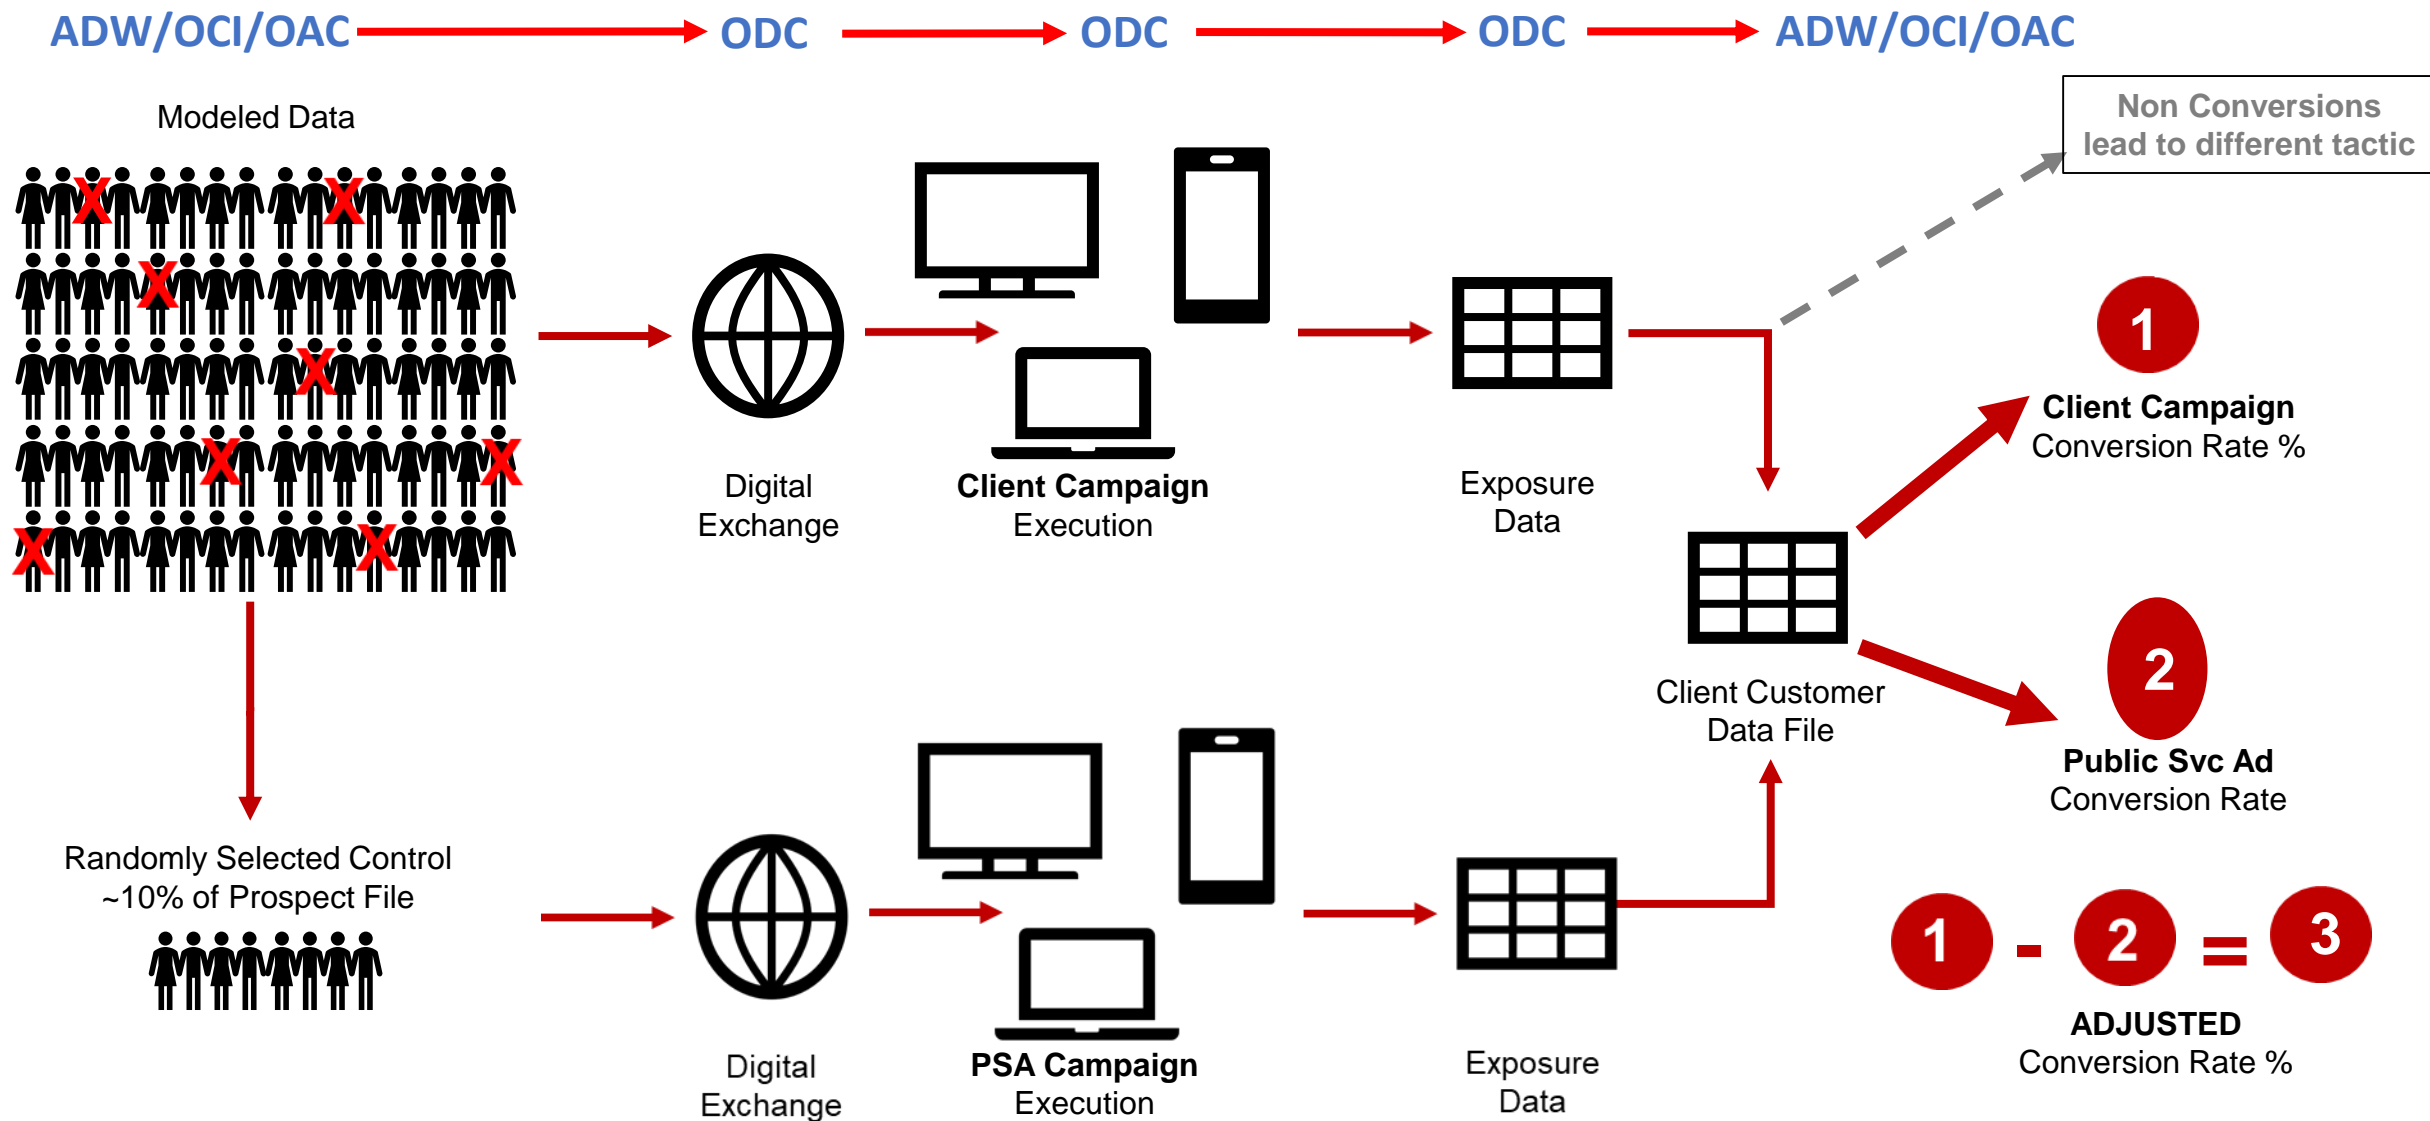 ADW/OCI/OAC
ODC
ODC
ODC
ADW/OCI/OAC
Modeled Data
X
X
X
X
X
X
X
X
Non Conversions
lead to different tactic
1
Client Campaign
Conversion Rate %
Digital
Exchange
Client Campaign
Execution
Exposure
Data
Client Customer
Data File
2
Public Svc Ad
Conversion Rate
Randomly Selected Control
~10% of Prospect File
Digital
Exchange
PSA Campaign
Execution
Exposure
Data
1 - 2 = 3
ADJUSTED
Conversion Rate %